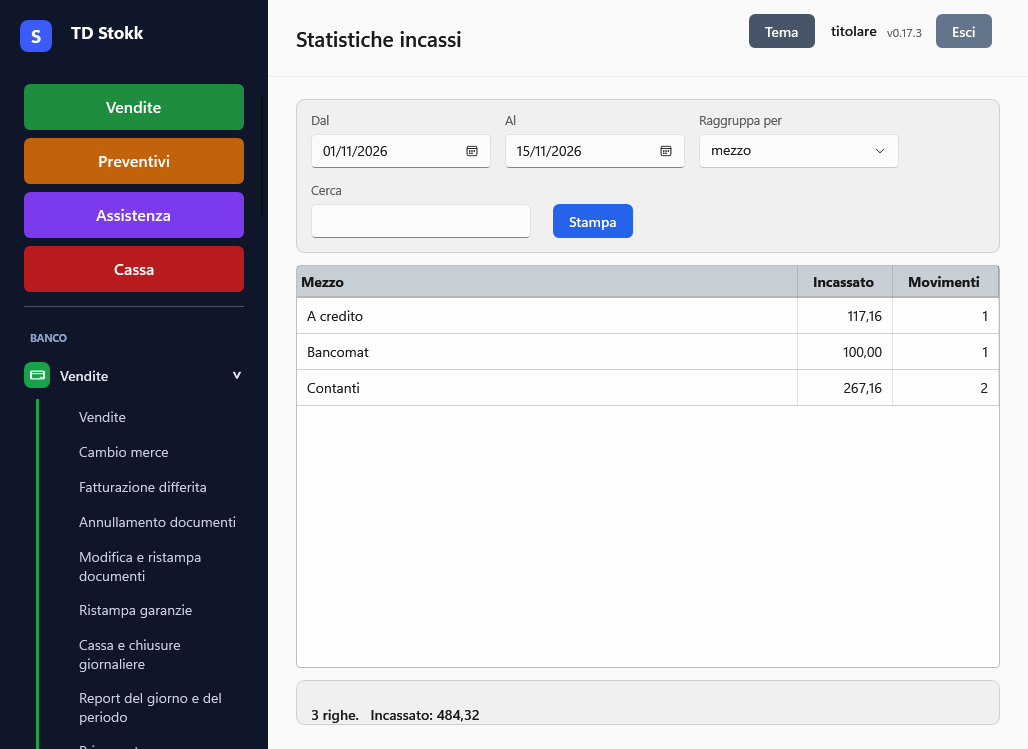 S TD Stokk
Vendite
Preventivi
Assistenza
Cassa
BANCO
Vendite
Vendite
Cambio merce
Fatturazione differita
Annullamento documenti
Modifica e ristampa
documenti
Ristampa garanzie
Cassa e chiusure
giornaliere
Report del giorno e del
periodo
Statistiche incassi
Tema titolare v0.17.3 Esci
Dal Al Raggruppa per
01/11/2026 15/11/2026 mezzo
Cerca
Stampa
Mezzo Incassato Movimenti
A credito 117,16 1
Bancomat 100,00 1
Contanti 267,16 2
3 righe. Incassato: 484,32